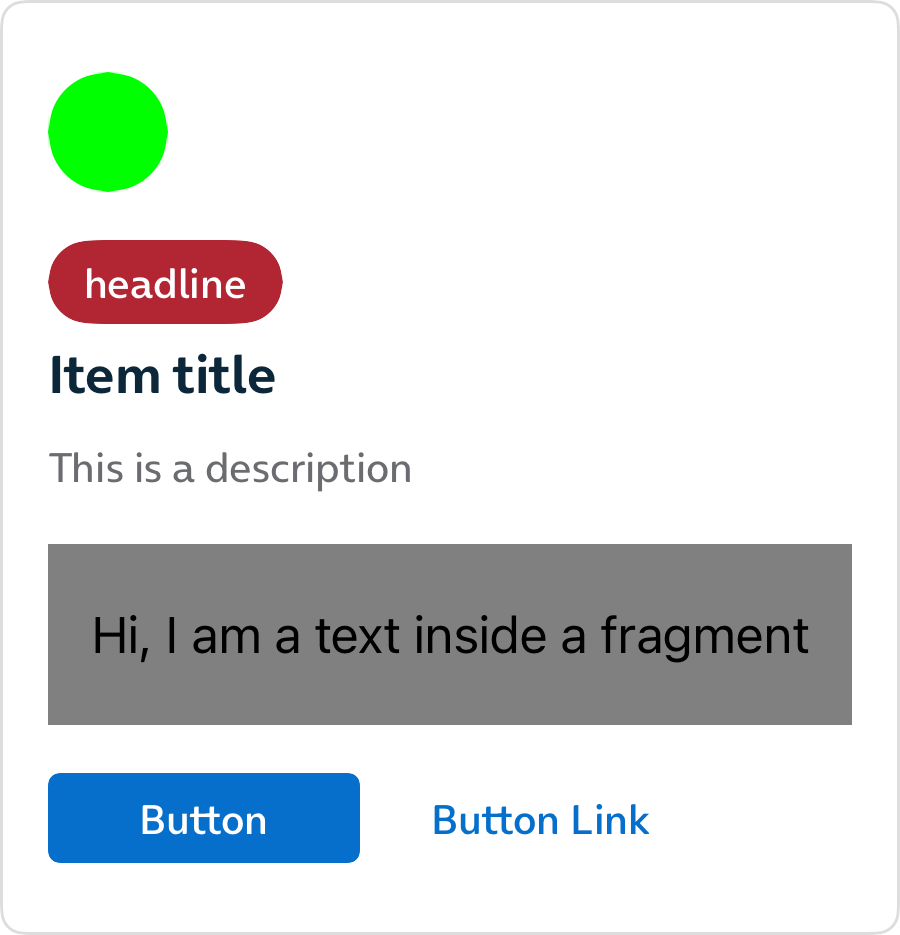 headline
Item title
This is a description
Hi, I am a text inside a fragment
Button
Button Link